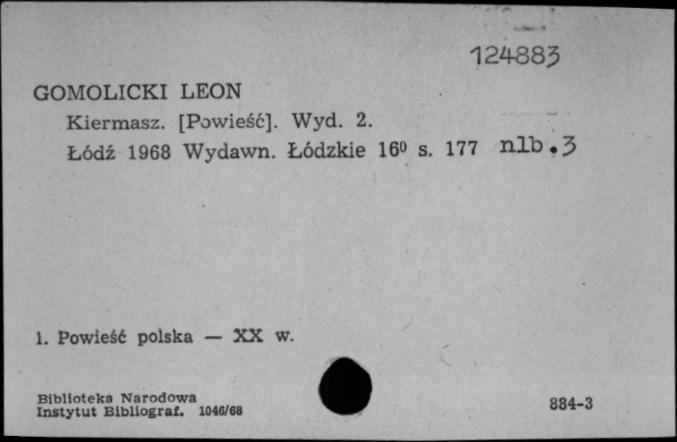 124883
GOMOLICKI LEON
Kiermasz. [Powieść]. Wyd. 2.
Łódź 1968 Wydawn. Łódzkie 16⁰ s. 177 nlb. 3
1. Powieść polska — XX w.
Biblioteka Narodowa
Instytut Bibliograf. 1046/68
884-3